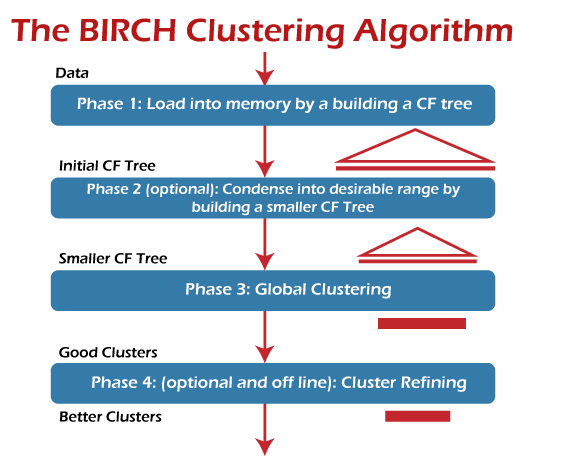 The BIRCH Clustering Algorithm
Data
Phase 1: Load into memory by a building a CF tree
Initial CF Tree
Phase 2 (optional): Condense into desirable range by
building a smaller CF Tree
Smaller CF Tree
Phase 3: Global Clustering
Good Clusters
Phase 4: (optional and off line): Cluster Refining
Better Clusters